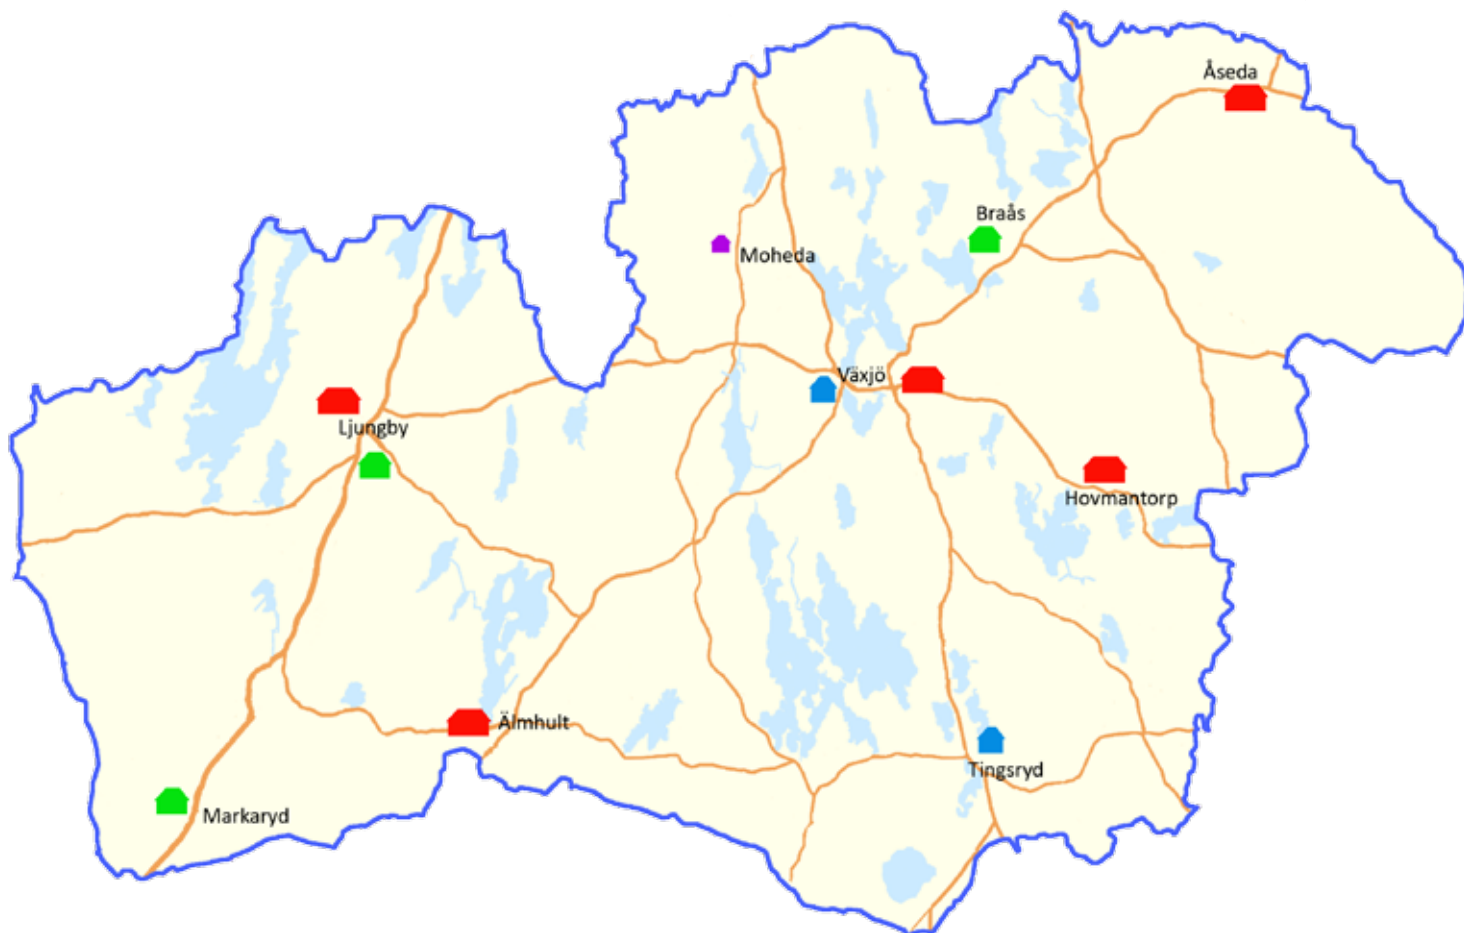 Åseda
Braås
Moheda
Växjö
Ljungby
Hovmantorp
Älmhult
Tingsryd
Markaryd